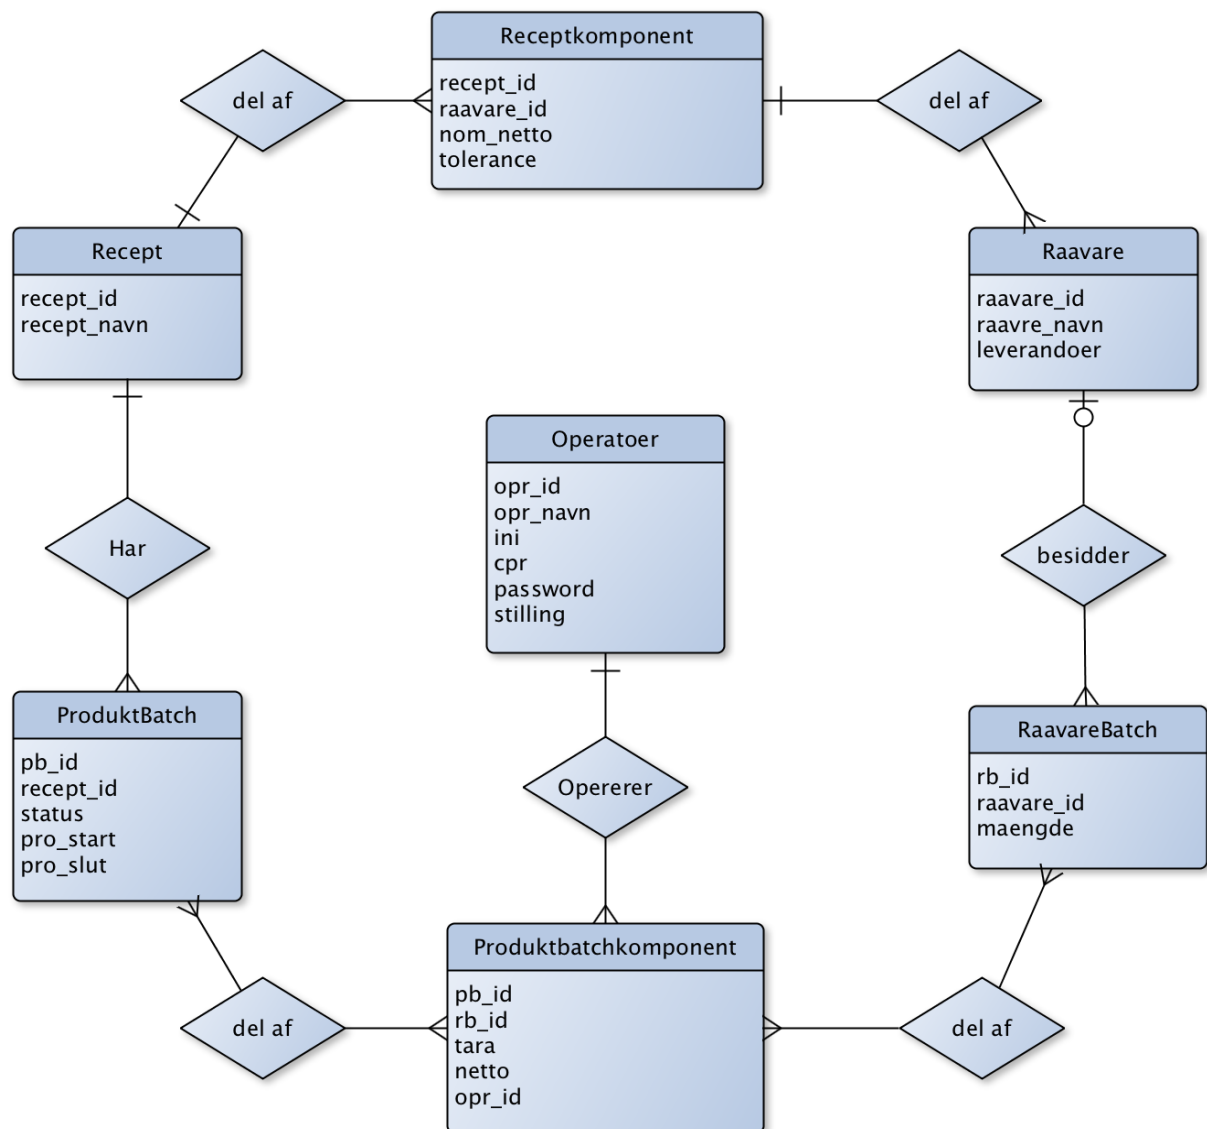 Receptkomponent
recept_id
raavare_id
nom_netto
tolerance
del af
del af
Recept
recept_id
recept_navn
Raavare
raavare_id
raavre_navn
leverandoer
Operatoer
opr_id
opr_navn
ini
cpr
password
stilling
Har
besidder
ProduktBatch
pb_id
recept_id
status
pro_start
pro_slut
Opererer
RaavareBatch
rb_id
raavare_id
maengde
Produktbatchkomponent
pb_id
rb_id
tara
netto
opr_id
del af
del af